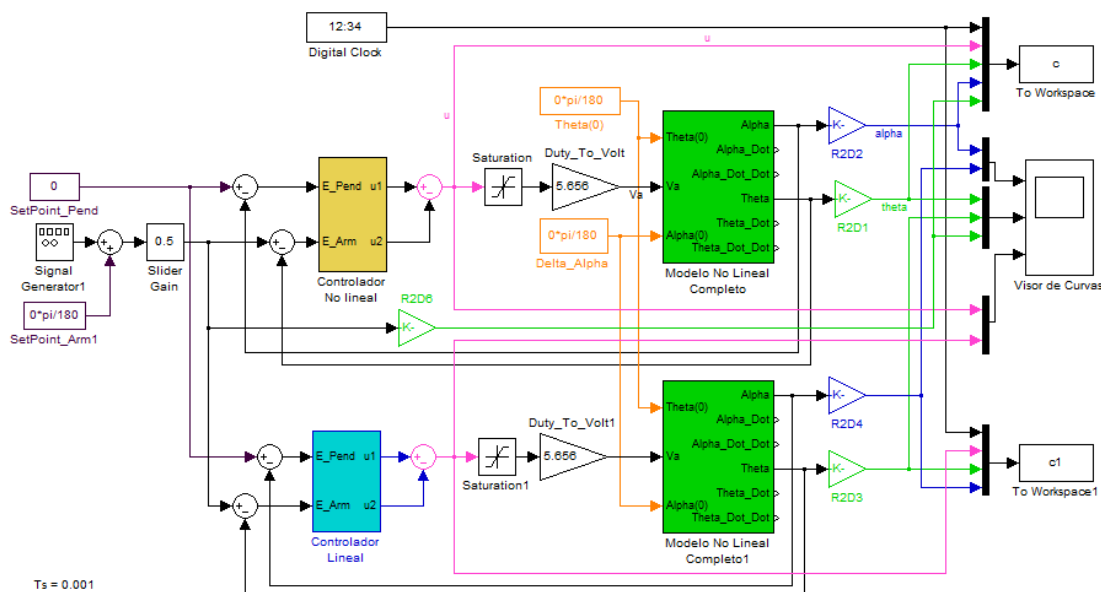 12:34
Digital Clock
u
c
To Workspace
0*pi/180
Theta(0)
Alpha
Alpha_Dot
Alpha_Dot_Dot
Theta
Theta_Dot
Theta_Dot_Dot
Theta(0)
Va
Alpha(0)
Modelo No Lineal
Completo
K-
R2D2
alpha
K-
R2D1
theta
u
Saturation
Duty_To_Volt
5.656
Va
0
SetPoint_Pend
E_Pend
u1
E_Arm
u2
Controlador
No lineal
Signal
Generator1
0.5
Slider
Gain
0*pi/180
SetPoint_Arm1
0*pi/180
Delta_Alpha
R2D6
K-
Visor de Curvas
E_Pend
u1
E_Arm
u2
Controlador
Lineal
Saturation1
Duty_To_Volt1
5.656
Theta(0)
Va
Alpha(0)
Alpha
Alpha_Dot
Alpha_Dot_Dot
Theta
Theta_Dot
Theta_Dot_Dot
Modelo No Lineal
Completo1
K-
R2D4
K-
R2D3
c1
To Workspace1
Ts = 0.001